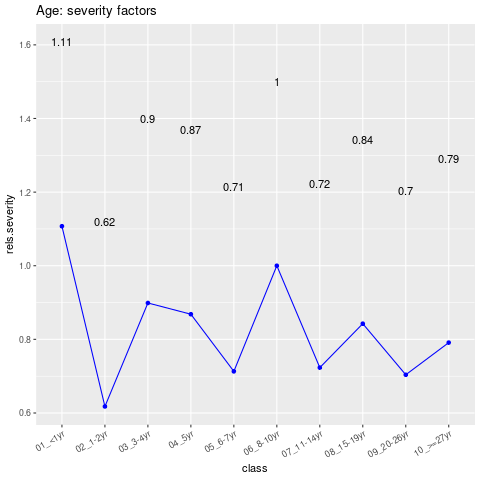 Age: severity factors
1.6
1.4
1.2
1.0
0.8
0.6
rels.severity
1.11
0.62
0.9
0.87
0.71
1
0.72
0.84
0.7
0.79
01_<1yr
02_1-2yr
03_3-4yr
04_5yr
05_6-7yr
06_8-10yr
07_11-14yr
08_15-19yr
09_20-26yr
10_>=27yr
class